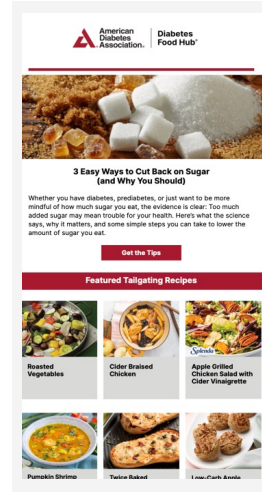 American
Diabetes
Association®
Diabetes
Food Hub®
3 Easy Ways to Cut Back on Sugar
(and Why You Should)
Whether you have diabetes, prediabetes, or just want to be more
mindful of how much sugar you eat, the evidence is clear: Too much
added sugar may mean trouble for your health. Here’s what the science
says, why it matters, and some simple steps you can take to lower the
amount of sugar you eat.
Get the Tips
Featured Tailgating Recipes
Splenda
Roasted
Vegetables
Cider Braised
Chicken
Apple Grilled
Chicken Salad with
Cider Vinaigrette
Pumpkin Shrimp
Twice Baked
Low-Carb Apple